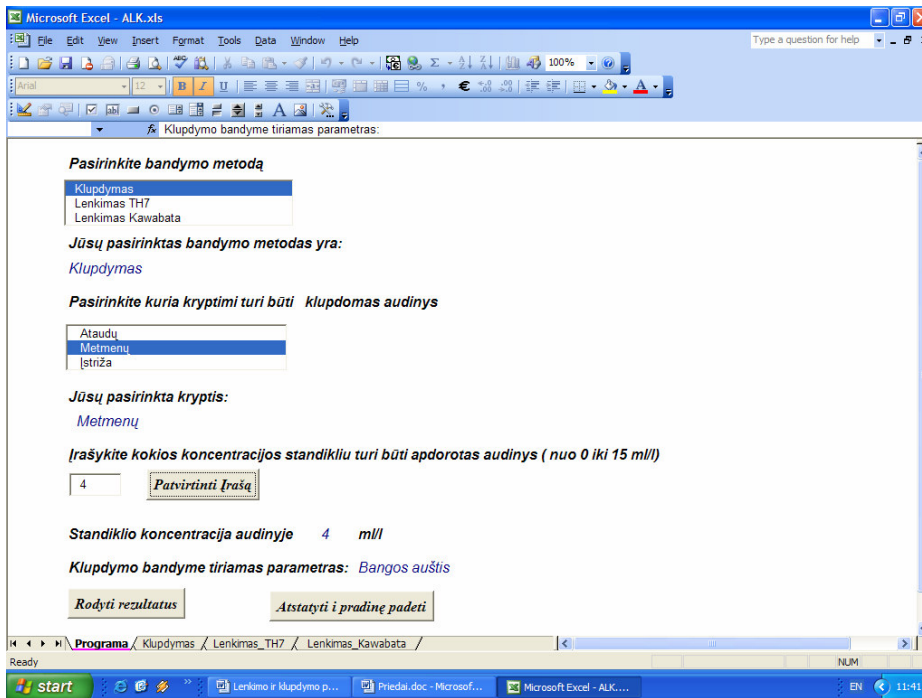 Microsoft Excel - ALK.xls
File Edit View Insert Format Tools Data Window Help
Type a question for help
100%
Arial 12 B I U
Klupdymo bandyme tiriamas parametras:
Pasirinkite bandymo metodą
Klupdymas
Lenkimas TH7
Lenkimas Kawabata
Jūsų pasirinktas bandymo metodas yra:
Klupdymas
Pasirinkite kuria kryptimi turi būti klupdomas audinys
Ataudų
Metmenų
Įstriža
Jūsų pasirinkta kryptis:
Metmenų
Įrašykite kokios koncentracijos standikliu turi būti apdorotas audinys ( nuo 0 iki 15 ml/l)
4 Patvirtinti Įrašą
Standiklio koncentracija audinyje 4 ml/l
Klupdymo bandyme tiriamas parametras: Bangos auštis
Rodyti rezultatus Atstatyti i pradinę padeti
Programa Klupdymas Lenkimas_TH7 Lenkimas_Kawabata
Ready NUM
start Lenkimo ir klupdymo p... Priedai.doc - Microsof... Microsoft Excel - ALK.... EN 11:41